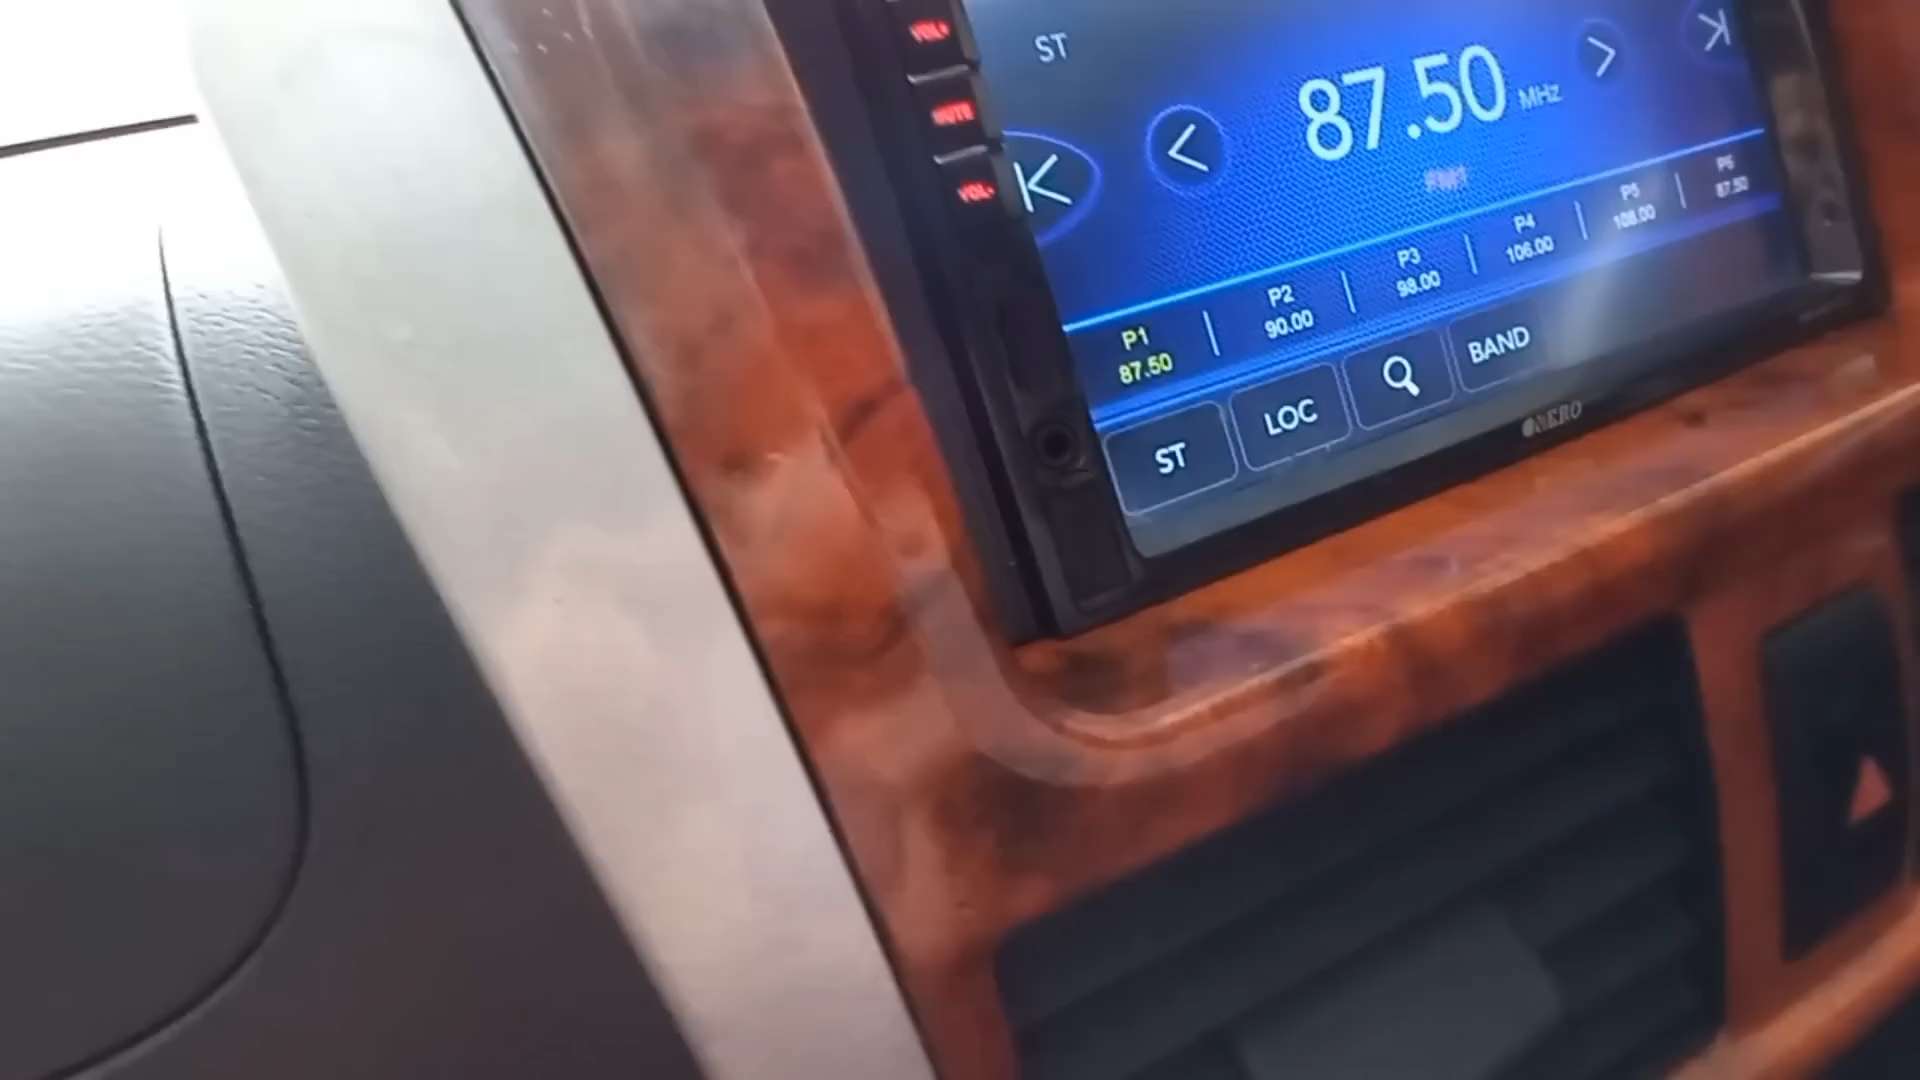 VOL+
MUTE
VOL-
ST
87.50 MHz
FM1
P1 P2 P3 P4 P5 P6
87.50 90.00 98.00 106.00 108.00 87.50
ST LOC BAND